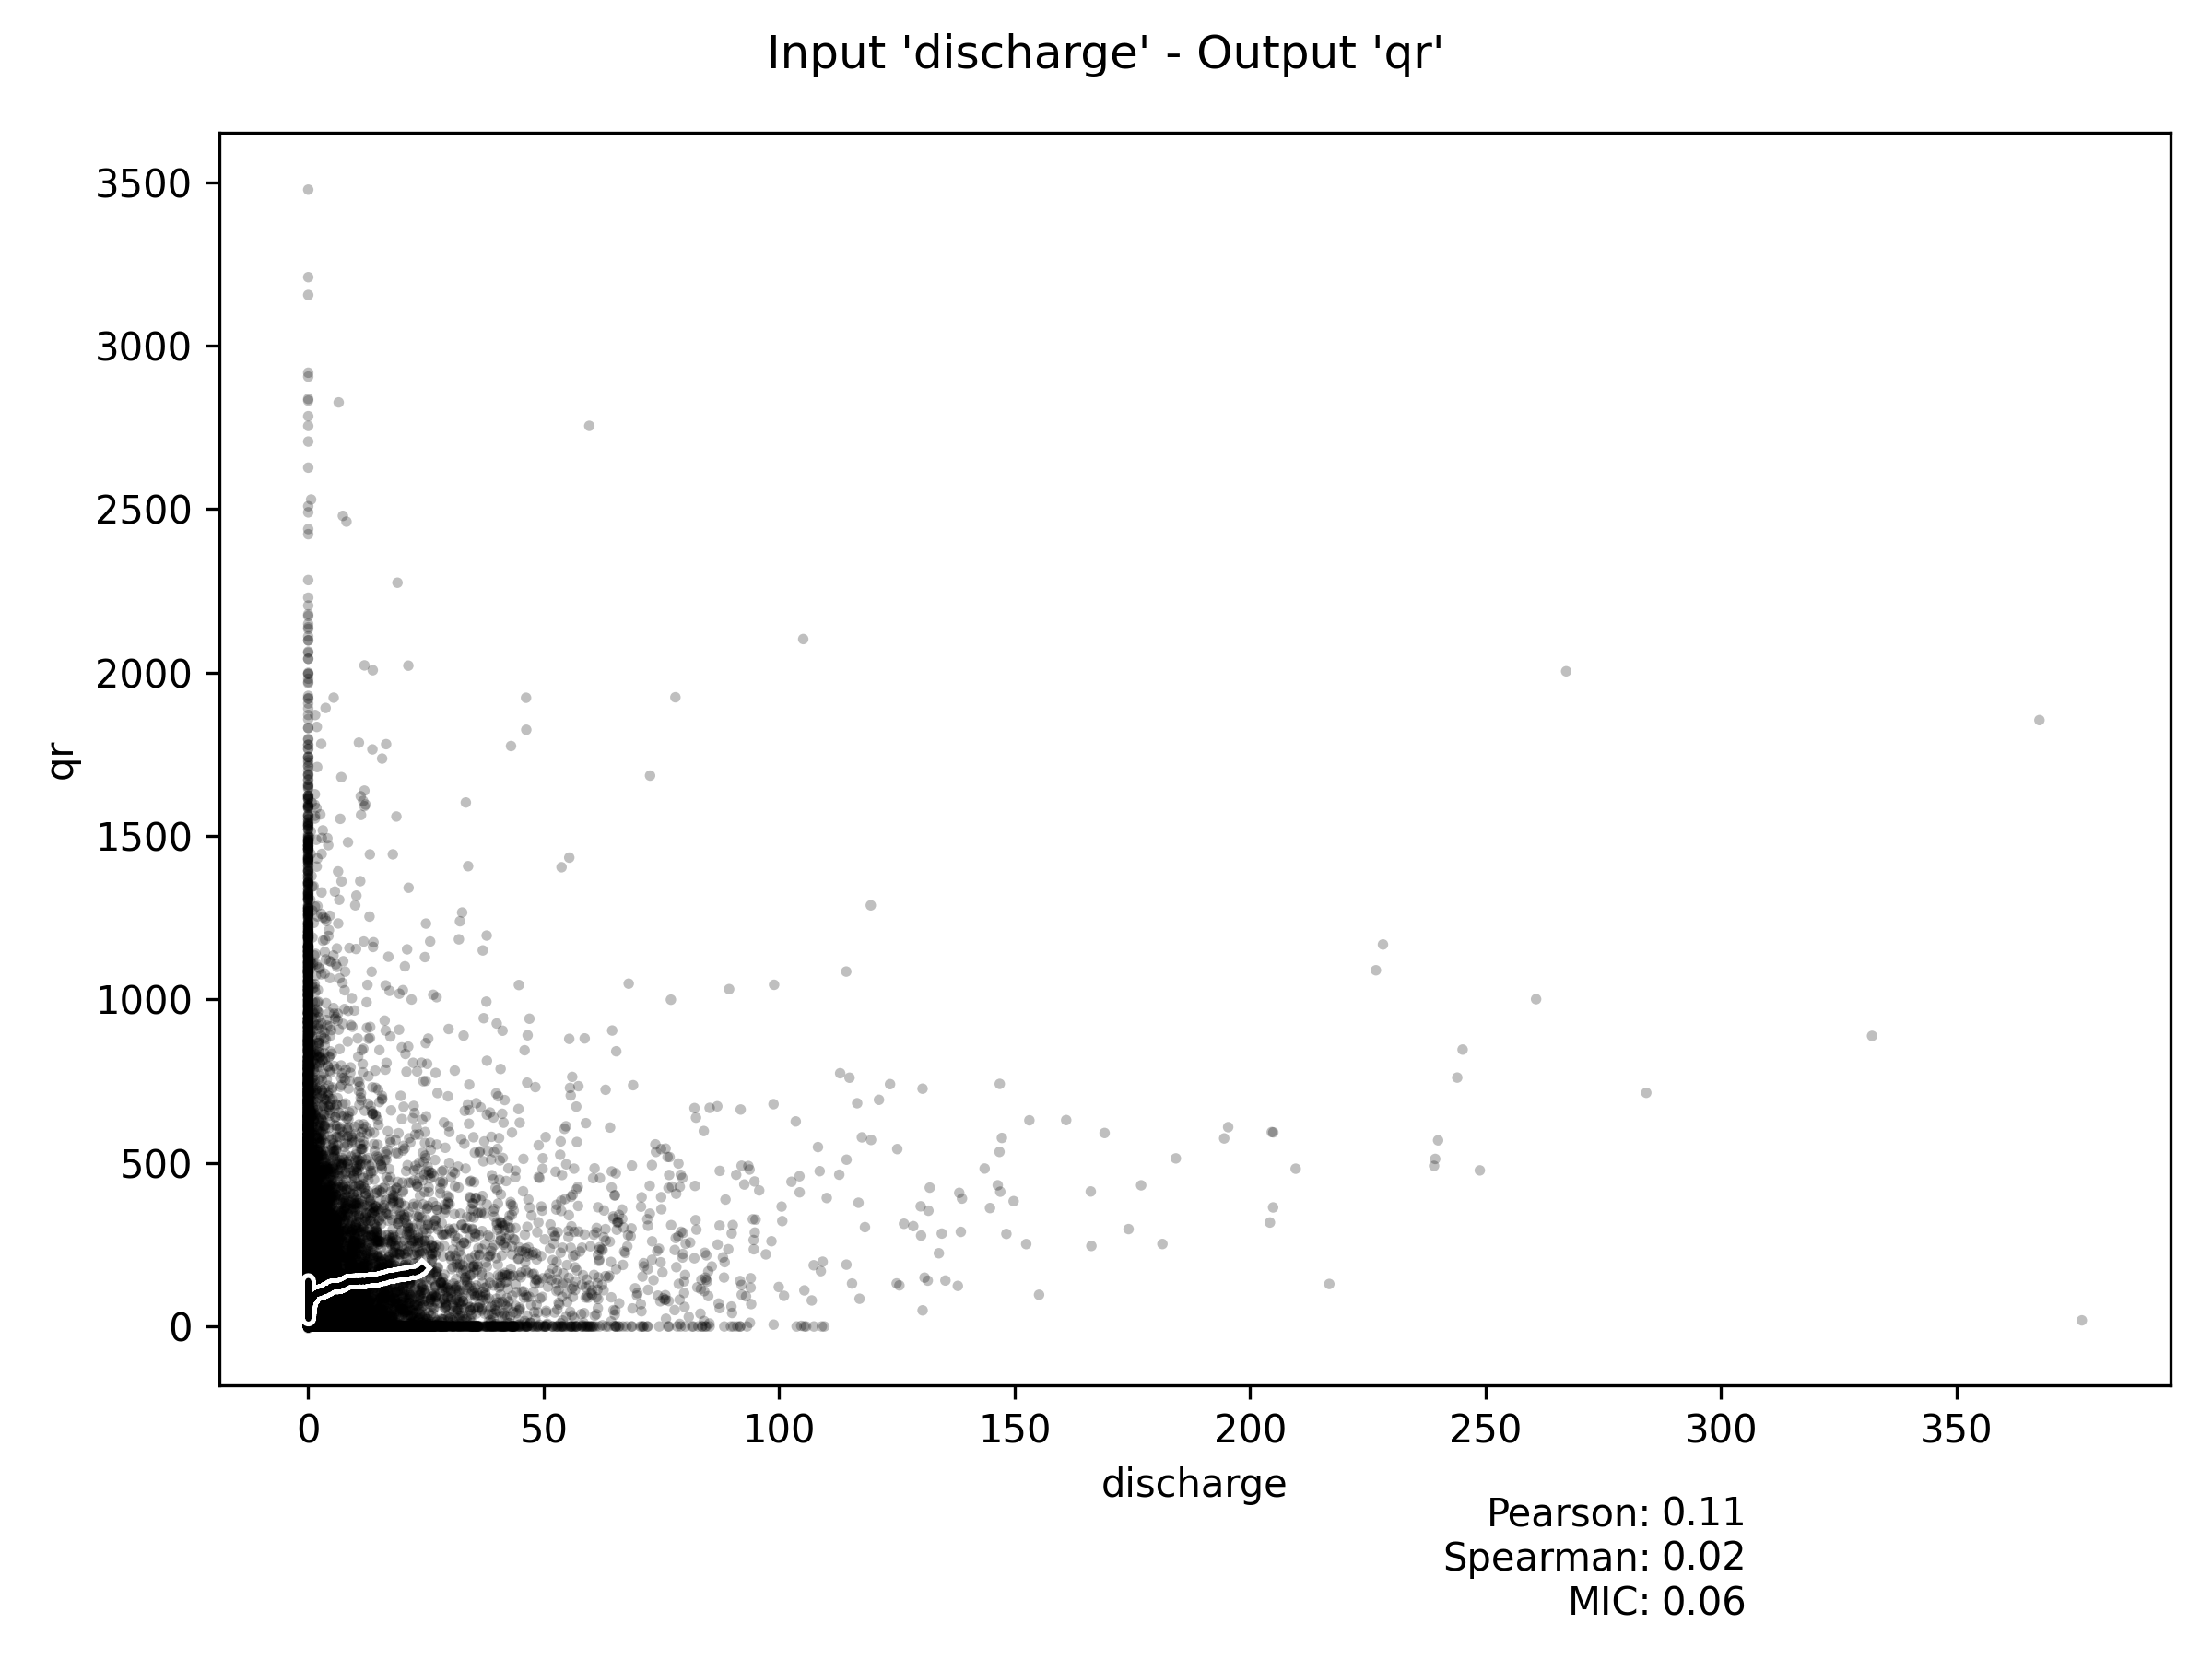 Input 'discharge' - Output 'qr'
3500
3000
2500
2000
1500
1000
500
0
qr
0 50 100 150 200 250 300 350
discharge
Pearson: 0.11
Spearman: 0.02
MIC: 0.06